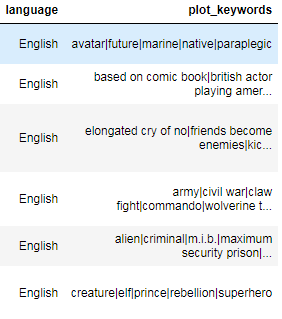 language plot_keywords
English avatar|future|marine|native|paraplegic
based on comic book|british actor
English playing amer...
elongated cry of no|friends become
English enemies|kic...
army|civil war|claw
English fight|commando|wolverine t...
alien|criminal|m.i.b.|maximum
English security prison|...
English creature|elf|prince|rebellion|superhero